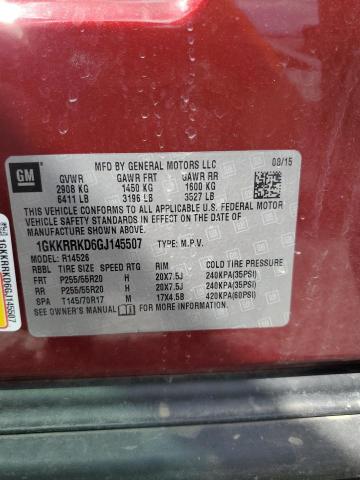 GM
MFD BY GENERAL MOTORS LLC
08/15
GVWR GAWR FRT GAWR RR
2908 KG 1450 KG 1600 KG
6411 LB 3196 LB 3527 LB
THIS VEHICLE CONFORMS TO ALL APPLICABLE U.S. FEDERAL MOTOR
VEHICLE SAFETY STANDARDS IN EFFECT ON THE DATE OF
MANUFACTURE SHOWN ABOVE.
1GKKRRKD6GJ145507 TYPE: M.P.V.
MODEL: R14526
RBBL TIRE SIZE SPEED RTG RIM COLD TIRE PRESSURE
FRT P255/55R20 H 20X7.5J 240KPA(35PSI)
RR P255/55R20 H 20X7.5J 240KPA(35PSI)
SPA T145/70R17 M 17X4.5B 420KPA(60PSI)
SEE OWNER'S MANUAL FOR ADDITIONAL INFORMATION.
1GKKRRKD6GJ145507